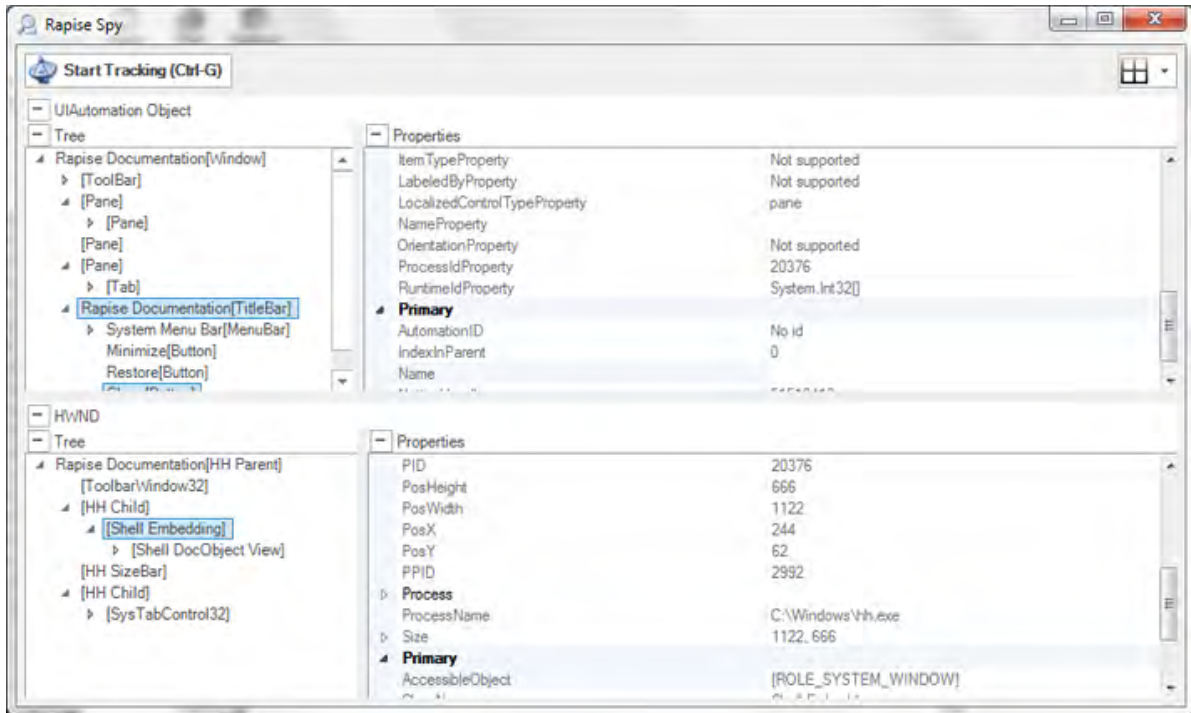 Rapise Spy
Start Tracking (Ctrl-G)
UIAutomation Object
Tree
Rapise Documentation[Window]
[ToolBar]
[Pane]
[Pane]
[Pane]
[Pane]
[Tab]
Rapise Documentation[TitleBar]
System Menu Bar[MenuBar]
Minimize[Button]
Restore[Button]
Properties
ItemTypeProperty Not supported
LabeledByProperty Not supported
LocalizedControlTypeProperty pane
NameProperty
OrientationProperty Not supported
ProcessIdProperty 20376
RuntimeIdProperty System.Int32[]
Primary
AutomationID No id
IndexInParent 0
Name
HWND
Tree
Rapise Documentation[HH Parent]
[ToolbarWindow32]
[HH Child]
[Shell Embedding]
[Shell DocObject View]
[HH SizeBar]
[HH Child]
[SysTabControl32]
Properties
PID 20376
PosHeight 666
PosWidth 1122
PosX 244
PosY 62
PPID 2992
Process
ProcessName C:\Windows\hh.exe
Size 1122, 666
Primary
AccessibleObject [ROLE_SYSTEM_WINDOW]